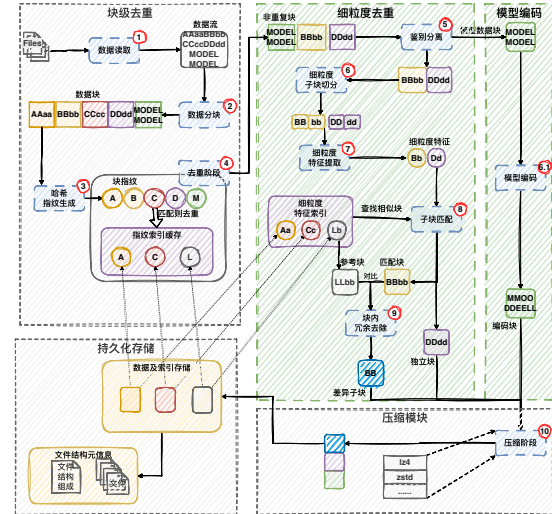 块级去重
Files
数据读取
1
数据流
AAaaBBbb
CCccDDdd
MODEL
MODEL
数据块
AAaa
BBbb
CCcc
DDdd
MODEL
MODEL
数据分块
2
去重阶段
4
哈希
指纹生成
3
块指纹
A
B
C
D
M
匹配则去重
指纹索引缓存
A
C
L
细粒度去重
非重复块
MODEL
MODEL
BBbb
DDdd
鉴别分离
5
模型数据块
细粒度
子块切分
6
BBbb
DDdd
BB
bb
DD
dd
细粒度
特征提取
7
细粒度特征
Bb
Dd
细粒度
特征索引
Aa
Cc
Lb
查找相似块
子块匹配
8
参考块
LLbb
对比
匹配块
BBbb
块内
冗余去除
9
BB
差异子块
DDdd
独立块
模型编码
MODEL
MODEL
模型编码
6.1
MMOO
DDEELL
编码块
持久化存储
数据及索引存储
文件结构元信息
文件
结构
组成
文件
压缩模块
压缩阶段
10
lz4
zstd
......